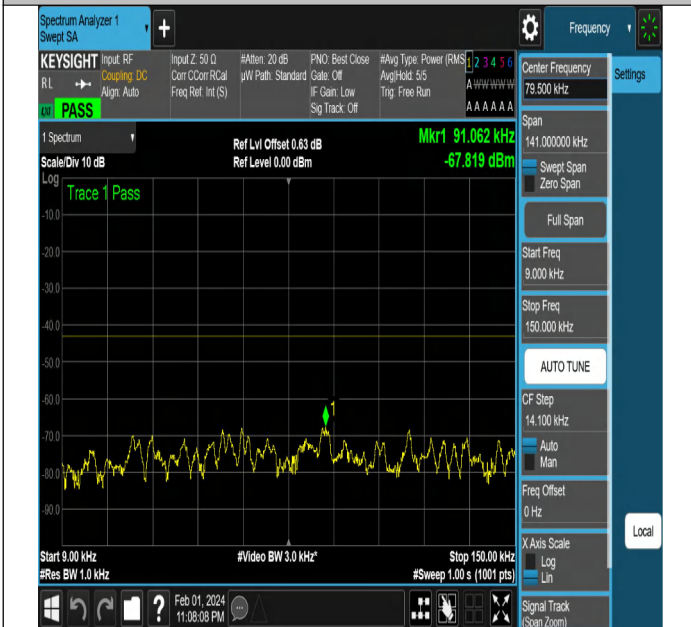 Spectrum Analyzer 1
Swept SA
+
Frequency
KEYSIGHT
RL
LXI PASS
Input: RF
Coupling: DC
Align: Auto
Input Z: 50 Ω
Corr CCorr RCal
Freq Ref: Int (S)
#Atten: 20 dB
µW Path: Standard
PNO: Best Close
Gate: Off
IF Gain: Low
Sig Track: Off
#Avg Type: Power (RMS
Avg|Hold: 5/5
Trig: Free Run
1 2 3 4 5 6
A W W W W W
A A A A A A
1 Spectrum
Scale/Div 10 dB
Log
Ref Lvl Offset 0.63 dB
Ref Level 0.00 dBm
Mkr1 91.062 kHz
-67.819 dBm
Trace 1 Pass
-10.0
-20.0
-30.0
-40.0
-50.0
-60.0
-70.0
-80.0
-90.0
1
Start 9.00 kHz
#Res BW 1.0 kHz
#Video BW 3.0 kHz*
Stop 150.00 kHz
#Sweep 1.00 s (1001 pts)
?
Feb 01, 2024
11:08:08 PM
Center Frequency
79.500 kHz
Settings
Span
141.000000 kHz
Swept Span
Zero Span
Full Span
Start Freq
9.000 kHz
Stop Freq
150.000 kHz
AUTO TUNE
CF Step
14.100 kHz
Auto
Man
Freq Offset
0 Hz
X Axis Scale
Log
Lin
Local
Signal Track
(Span Zoom)